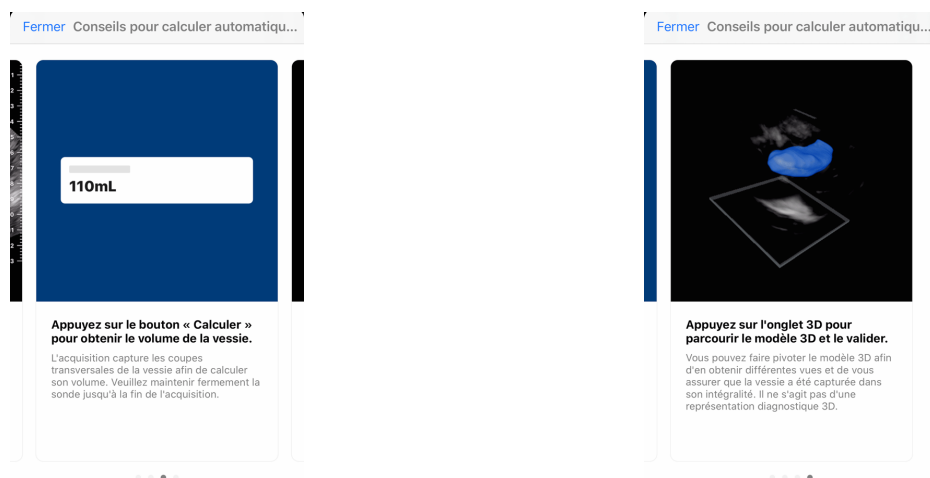 Fermer Conseils pour calculer automatiqu...
110mL
Appuyez sur le bouton « Calculer »
pour obtenir le volume de la vessie.
L'acquisition capture les coupes
transversales de la vessie afin de calculer
son volume. Veuillez maintenir fermement la
sonde jusqu'à la fin de l'acquisition.
Fermer Conseils pour calculer automatiqu...
Appuyez sur l'onglet 3D pour
parcourir le modèle 3D et le valider.
Vous pouvez faire pivoter le modèle 3D afin
d'en obtenir différentes vues et de vous
assurer que la vessie a été capturée dans
son intégralité. Il ne s'agit pas d'une
représentation diagnostique 3D.